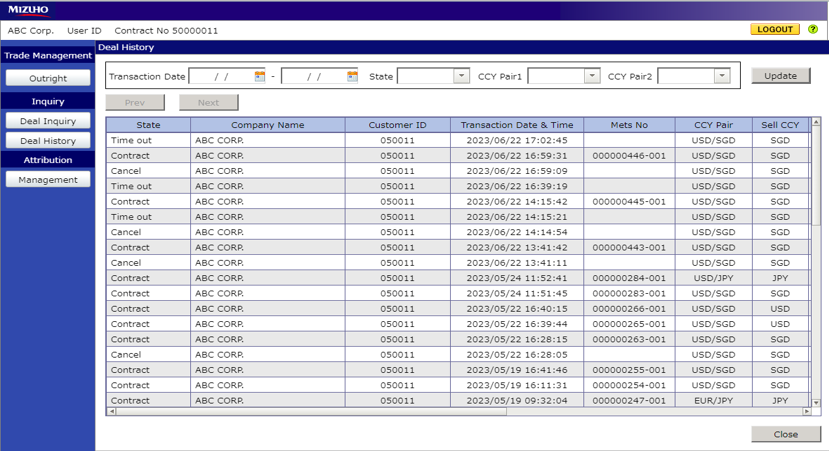 MIZUHO
ABC Corp. User ID Contract No 50000011 LOGOUT ?
Trade Management
Outright
Inquiry
Deal Inquiry
Deal History
Attribution
Management
Deal History
Transaction Date / / - / / State CCY Pair1 CCY Pair2 Update
Prev Next
State Company Name Customer ID Transaction Date & Time Mets No CCY Pair Sell CCY
Time out ABC CORP. 050011 2023/06/22 17:02:45 USD/SGD SGD
Contract ABC CORP. 050011 2023/06/22 16:59:31 000000446-001 USD/SGD SGD
Cancel ABC CORP. 050011 2023/06/22 16:59:09 USD/SGD SGD
Time out ABC CORP. 050011 2023/06/22 16:39:19 USD/SGD SGD
Contract ABC CORP. 050011 2023/06/22 14:15:42 000000445-001 USD/SGD SGD
Time out ABC CORP. 050011 2023/06/22 14:15:21 USD/SGD SGD
Cancel ABC CORP. 050011 2023/06/22 14:14:54 USD/SGD SGD
Contract ABC CORP. 050011 2023/06/22 13:41:42 000000443-001 USD/SGD SGD
Cancel ABC CORP. 050011 2023/06/22 13:41:11 USD/SGD SGD
Contract ABC CORP. 050011 2023/05/24 11:52:41 000000284-001 USD/JPY JPY
Contract ABC CORP. 050011 2023/05/24 11:51:45 000000283-001 USD/SGD SGD
Contract ABC CORP. 050011 2023/05/22 16:40:15 000000266-001 USD/SGD USD
Contract ABC CORP. 050011 2023/05/22 16:39:44 000000265-001 USD/SGD USD
Contract ABC CORP. 050011 2023/05/22 16:28:15 000000263-001 USD/SGD SGD
Cancel ABC CORP. 050011 2023/05/22 16:28:05 USD/SGD SGD
Contract ABC CORP. 050011 2023/05/19 16:41:46 000000255-001 USD/SGD SGD
Contract ABC CORP. 050011 2023/05/19 16:11:31 000000254-001 USD/SGD SGD
Contract ABC CORP. 050011 2023/05/19 09:32:04 000000247-001 EUR/JPY JPY
Close